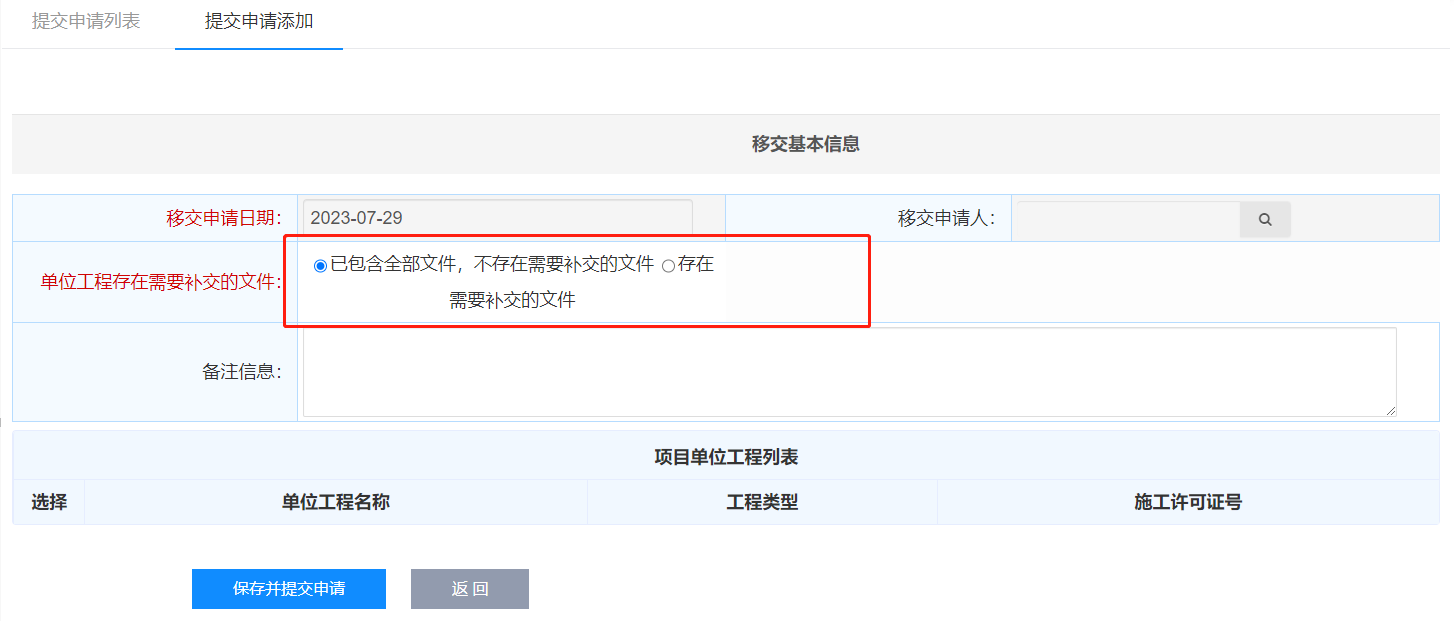 提交申请列表 提交申请添加
移交基本信息
移交申请日期： 2023-07-29 移交申请人：
单位工程存在需要补交的文件： 已包含全部文件，不存在需要补交的文件 存在
需要补交的文件
备注信息：
项目单位工程列表
选择 单位工程名称 工程类型 施工许可证号
保存并提交申请 返 回